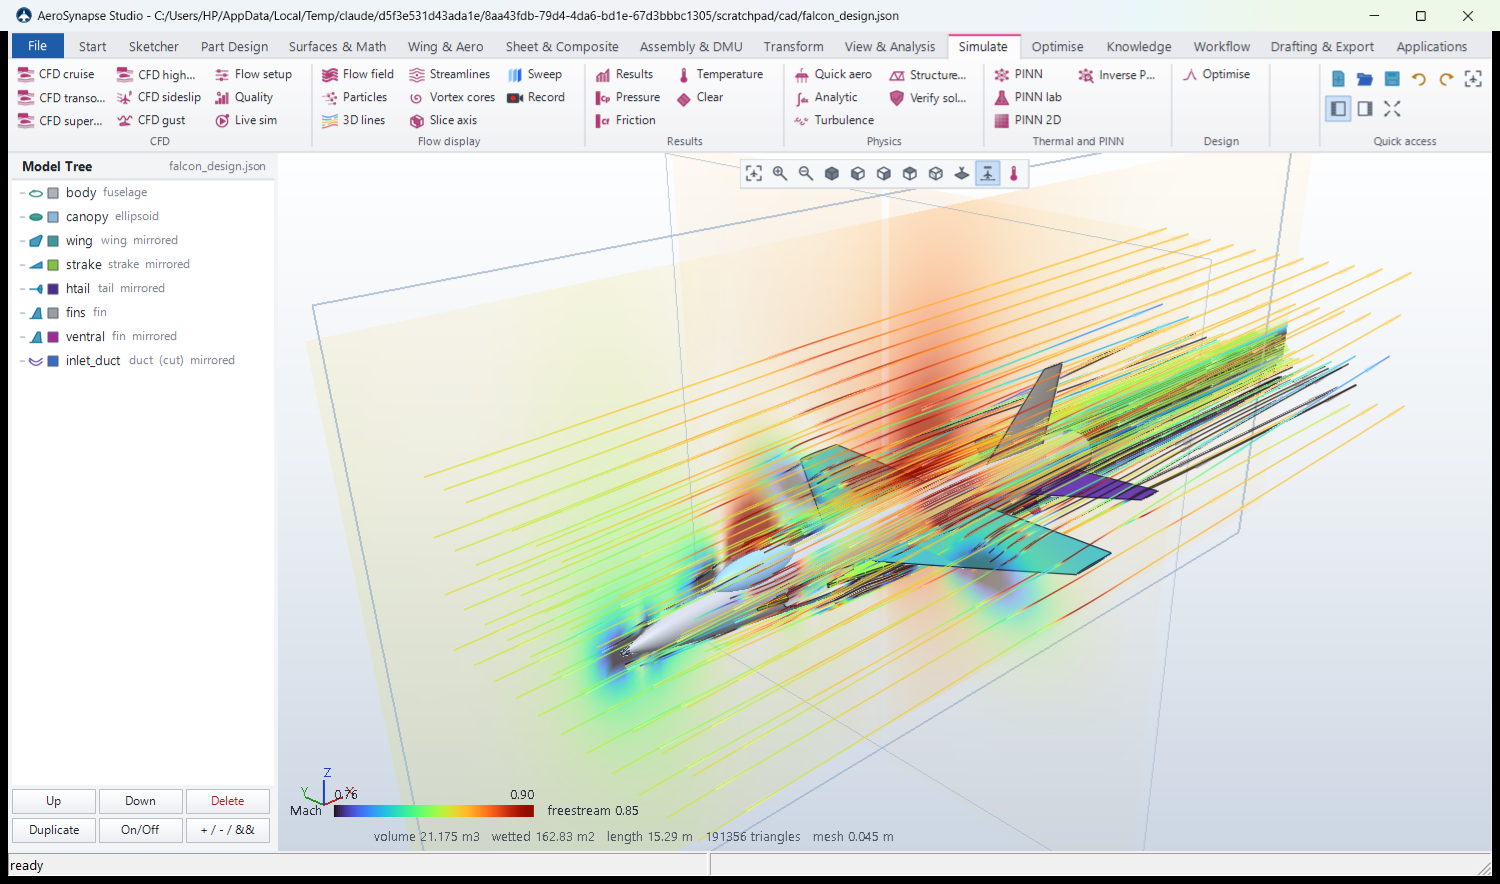 AeroSynapse Studio - C:/Users/HP/AppData/Local/Temp/claude/d5f3e531d43ada1e/8aa43fdb-79d4-4da6-bd1e-67d3bbbc1305/scratchpad/cad/falcon_design.json
File Start Sketcher Part Design Surfaces & Math Wing & Aero Sheet & Composite Assembly & DMU Transform View & Analysis Simulate Optimise Knowledge Workflow Drafting & Export Applications
CFD cruise CFD high... Flow setup Flow field Streamlines Sweep Results Temperature Quick aero Structure... PINN Inverse P... Optimise
CFD transo... CFD sideslip Quality Particles Vortex cores Record Pressure Clear Analytic Verify sol... PINN lab
CFD super... CFD gust Live sim 3D lines Slice axis Friction Turbulence PINN 2D
CFD Flow display Results Physics Thermal and PINN Design Quick access
Model Tree falcon_design.json
body fuselage
canopy ellipsoid
wing wing mirrored
strake strake mirrored
htail tail mirrored
fins fin
ventral fin mirrored
inlet_duct duct (cut) mirrored
Z
Y X
0.76 0.90
Mach freestream 0.85
volume 21.175 m3 wetted 162.83 m2 length 15.29 m 191356 triangles mesh 0.045 m
Up Down Delete
Duplicate On/Off + / - / &&
ready